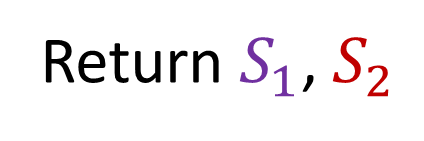 Return S₁, S₂